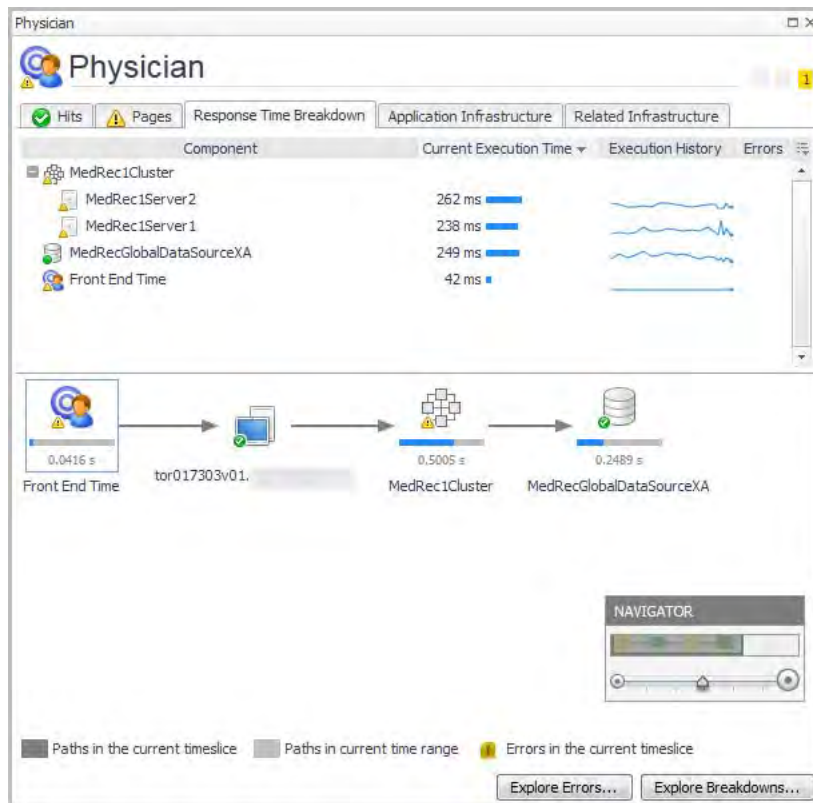 Physician
Physician
1
Hits Pages Response Time Breakdown Application Infrastructure Related Infrastructure
Component Current Execution Time Execution History Errors
MedRec1Cluster
MedRec1Server2 262 ms
MedRec1Server1 238 ms
MedRecGlobalDataSourceXA 249 ms
Front End Time 42 ms
0.0416 s 0.5005 s 0.2489 s
Front End Time tor017303v01. MedRec1Cluster MedRecGlobalDataSourceXA
NAVIGATOR
Paths in the current timeslice Paths in current time range Errors in the current timeslice
Explore Errors... Explore Breakdowns...